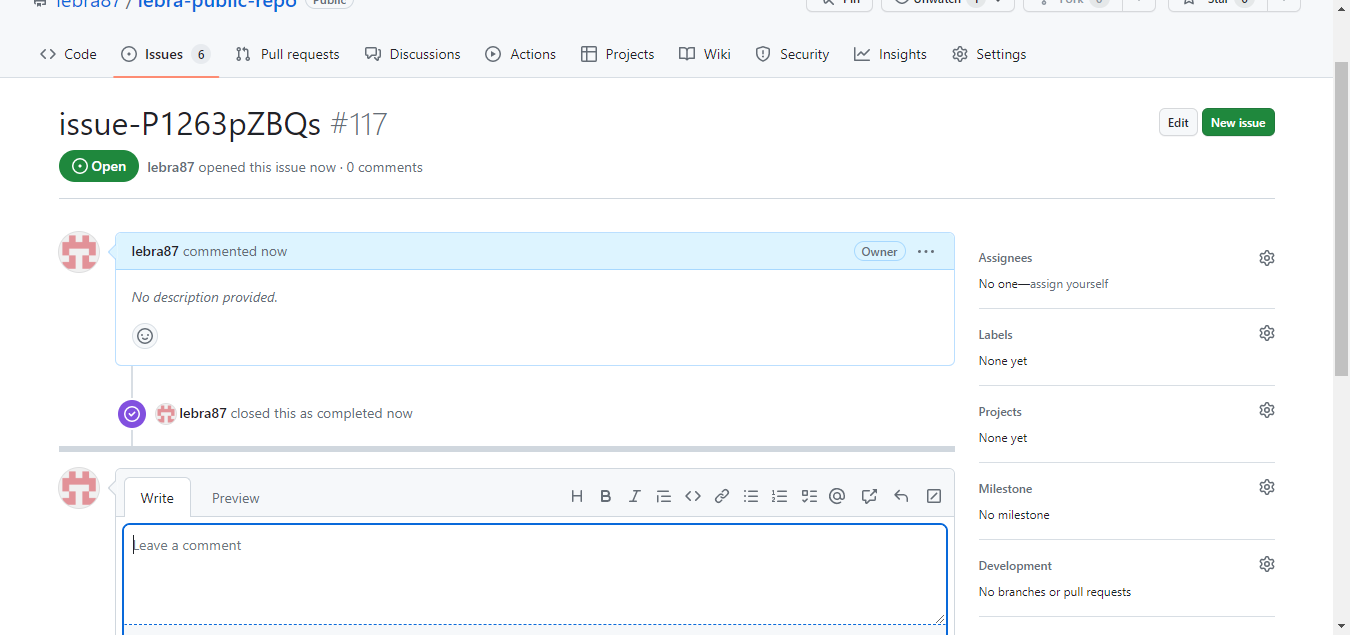 lebra87 / lebra-public-repo Public Pin Unwatch 1 Fork 0 Star 0
Code Issues 6 Pull requests Discussions Actions Projects Wiki Security Insights Settings
issue-P1263pZBQs #117
Edit New issue
Open lebra87 opened this issue now · 0 comments
lebra87 commented now Owner
No description provided.
lebra87 closed this as completed now
Write Preview
Leave a comment
Assignees
No one—assign yourself
Labels
None yet
Projects
None yet
Milestone
No milestone
Development
No branches or pull requests